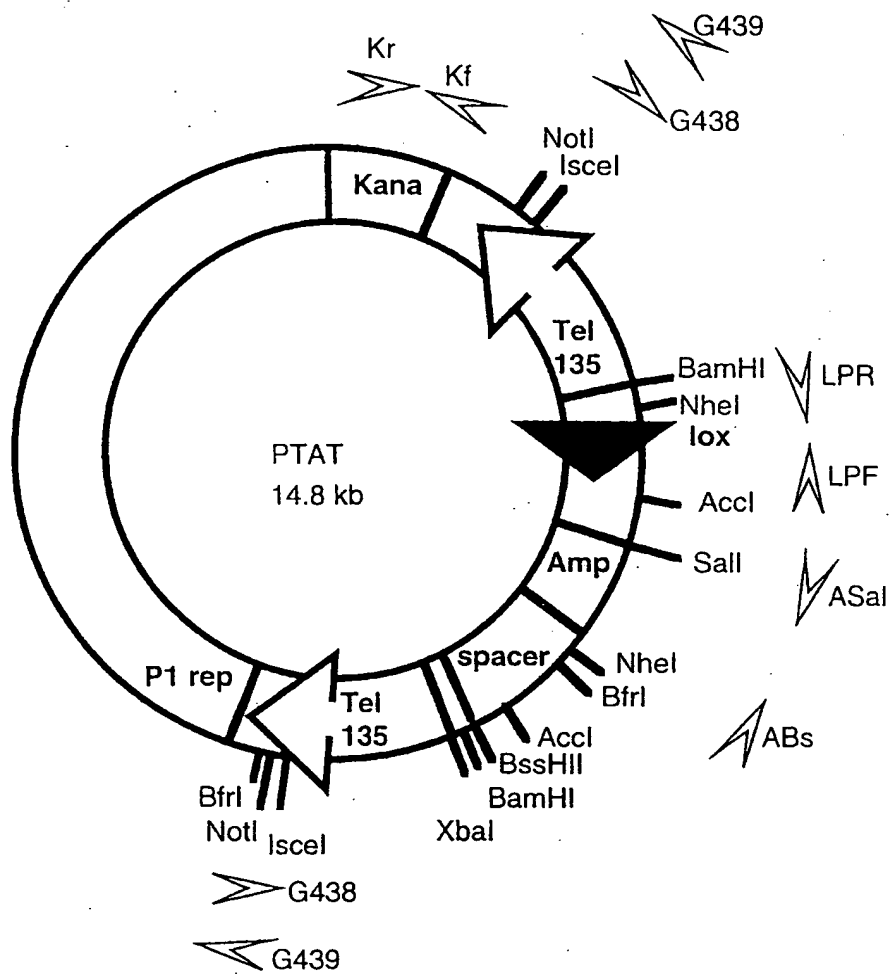 G439
Kr
Kf
G438
NotI
IsceI
Kana
Tel
135
BamHI
LPR
NheI
lox
PTAT
14.8 kb
LPF
AccI
SalI
Amp
ASal
spacer
NheI
P1 rep
BfrI
Tel
135
ABs
AccI
BssHII
BfrI
BamHI
NotI
XbaI
IsceI
G438
G439